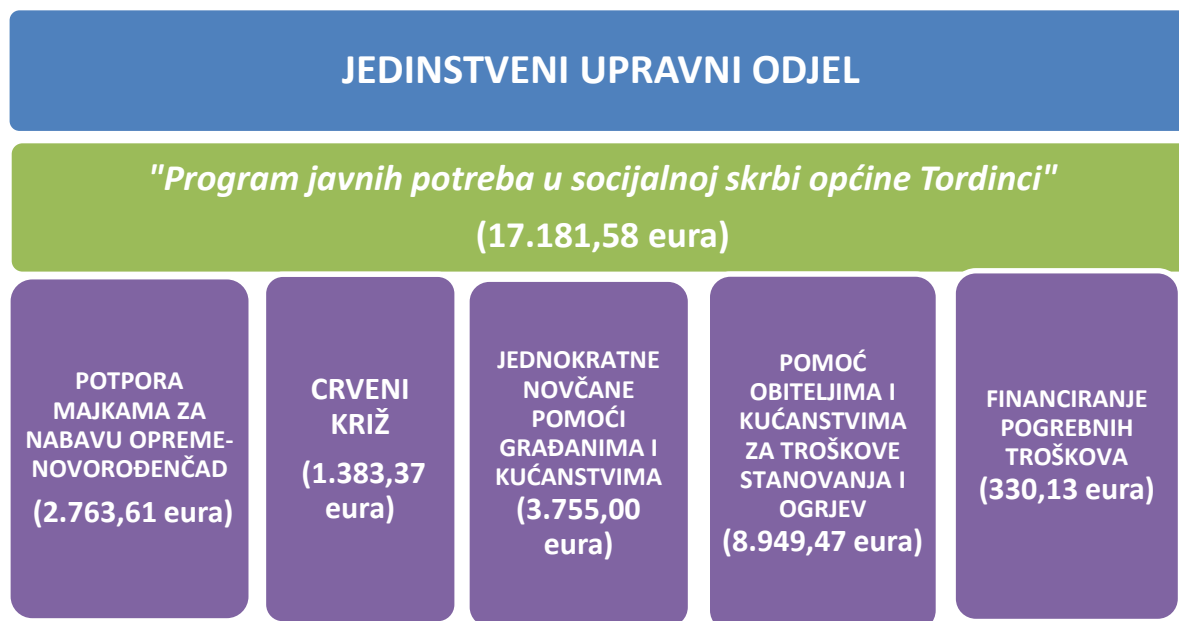 JEDINSTVENI UPRAVNI ODJEL
"Program javnih potreba u socijalnoj skrbi općine Tordinci"
(17.181,58 eura)
POTPORA
MAJKAMA ZA
NABAVU OPREME-
NOVOROĐENČAD
(2.763,61 eura)
CRVENI
KRIŽ
(1.383,37
eura)
JEDNOKRATNE
NOVČANE
POMOĆI
GRAĐANIMA I
KUĆANSTVIMA
(3.755,00
eura)
POMOĆ
OBITELJIMA I
KUĆANSTVIMA
ZA TROŠKOVE
STANOVANJA I
OGRJEV
(8.949,47 eura)
FINANCIRANJE
POGREBNIH
TROŠKOVA
(330,13 eura)